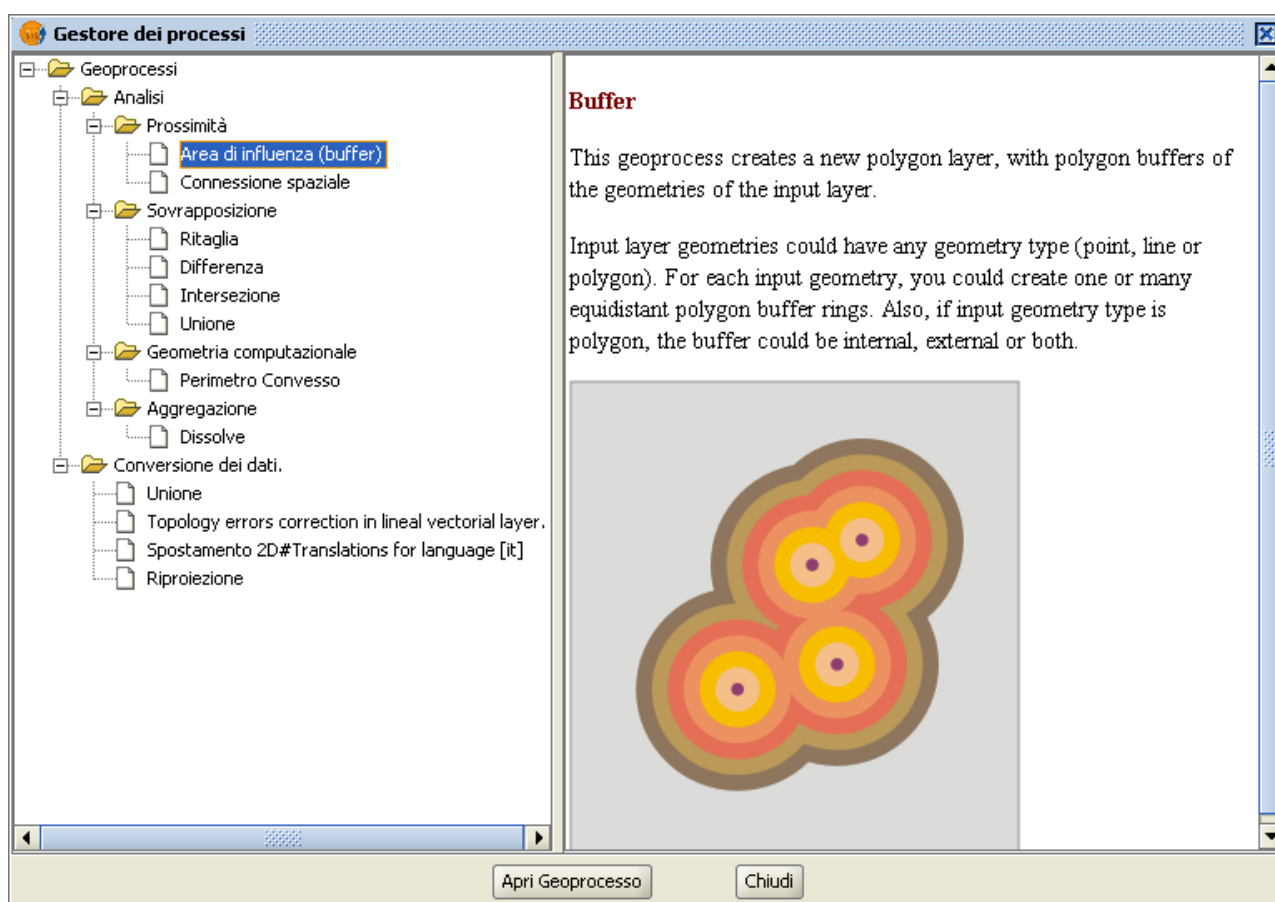 Gestore dei processi
Geoprocessi
Analisi
Prossimità
Area di influenza (buffer)
Connessione spaziale
Sovrapposizione
Ritaglia
Differenza
Intersezione
Unione
Geometria computazionale
Perimetro Convesso
Aggregazione
Dissolve
Conversione dei dati.
Unione
Topology errors correction in lineal vectorial layer.
Spostamento 2D#Translations for language [it]
Riproiezione
Buffer
This geoprocess creates a new polygon layer, with polygon buffers of
the geometries of the input layer.
Input layer geometries could have any geometry type (point, line or
polygon). For each input geometry, you could create one or many
equidistant polygon buffer rings. Also, if input geometry type is
polygon, the buffer could be internal, external or both.
Apri Geoprocesso
Chiudi